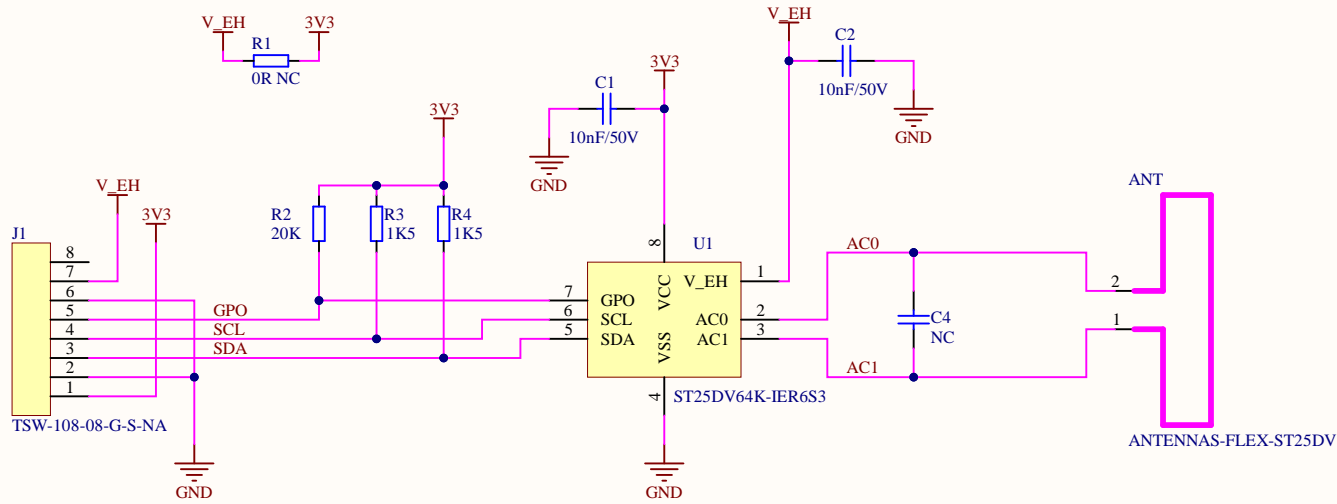 V_EH
3V3
R1
0R NC
V_EH
C2
10nF/50V
GND
3V3
C1
10nF/50V
GND
3V3
V_EH
3V3
R2
20K
R3
1K5
R4
1K5
J1
8
7
6
5
4
3
2
1
GPO
SCL
SDA
TSW-108-08-G-S-NA
GND
U1
8
VCC
V_EH
1
7
GPO
6
SCL
5
SDA
AC0
2
AC1
3
VSS
4
ST25DV64K-IER6S3
GND
AC0
C4
NC
AC1
ANT
2
1
ANTENNAS-FLEX-ST25DV